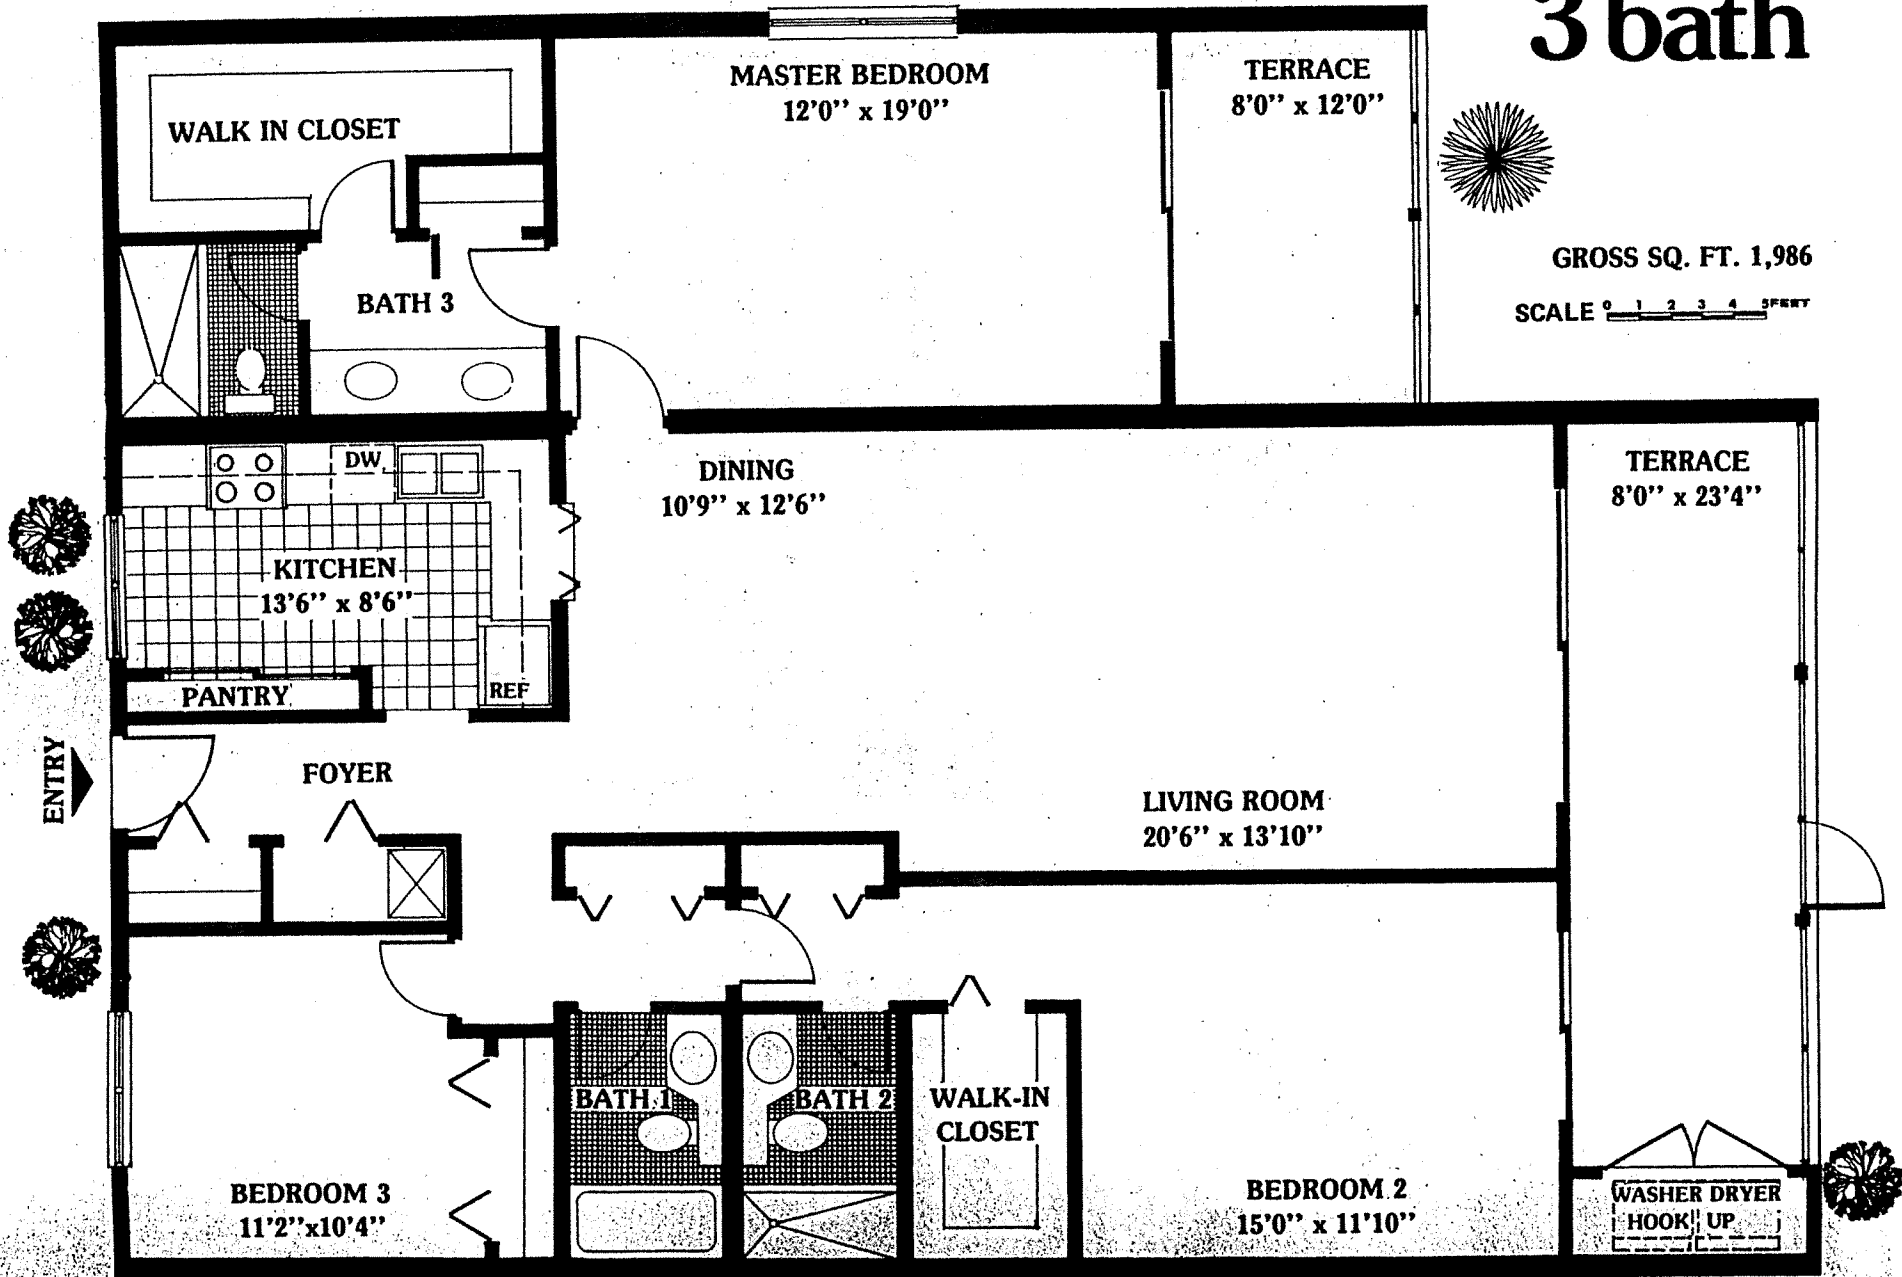 3 bath
MASTER BEDROOM
12'0" x 19'0"
TERRACE
8'0" x 12'0"
WALK IN CLOSET
GROSS SQ. FT. 1,986
SCALE 0 1 2 3 4 5FEET
BATH 3
DW
DINING
10'9" x 12'6"
TERRACE
8'0" x 23'4"
KITCHEN
13'6" x 8'6"
PANTRY
REF
ENTRY
FOYER
LIVING ROOM
20'6" x 13'10"
BATH 1
BATH 2
WALK-IN
CLOSET
BEDROOM 3
11'2"x10'4"
BEDROOM 2
15'0" x 11'10"
WASHER DRYER
HOOK UP